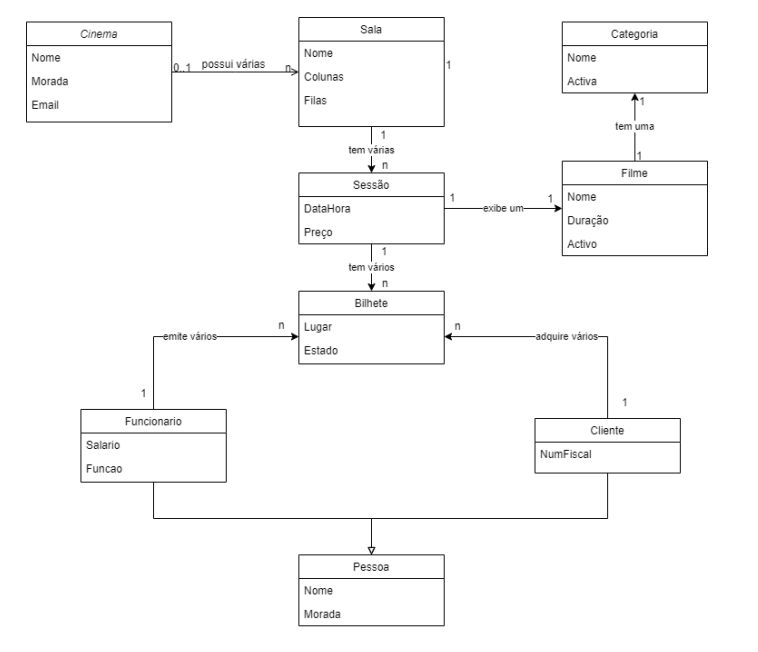 Cinema
Nome
Morada
Email
0..1
possui várias
n
Sala
Nome
Colunas
Filas
1
1
tem várias
n
Categoria
Nome
Activa
1
tem uma
1
Filme
Nome
Duração
Activo
Sessão
DataHora
Preço
1
exibe um
1
1
tem vários
n
Bilhete
Lugar
Estado
n
emite vários
1
n
adquire vários
1
Funcionario
Salario
Funcao
Cliente
NumFiscal
Pessoa
Nome
Morada